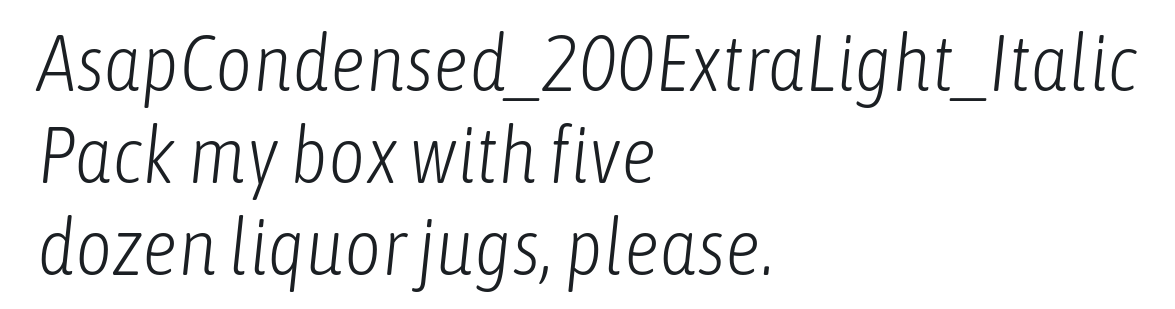 AsapCondensed_200ExtraLight_Italic
Pack my box with five
dozen liquor jugs, please.